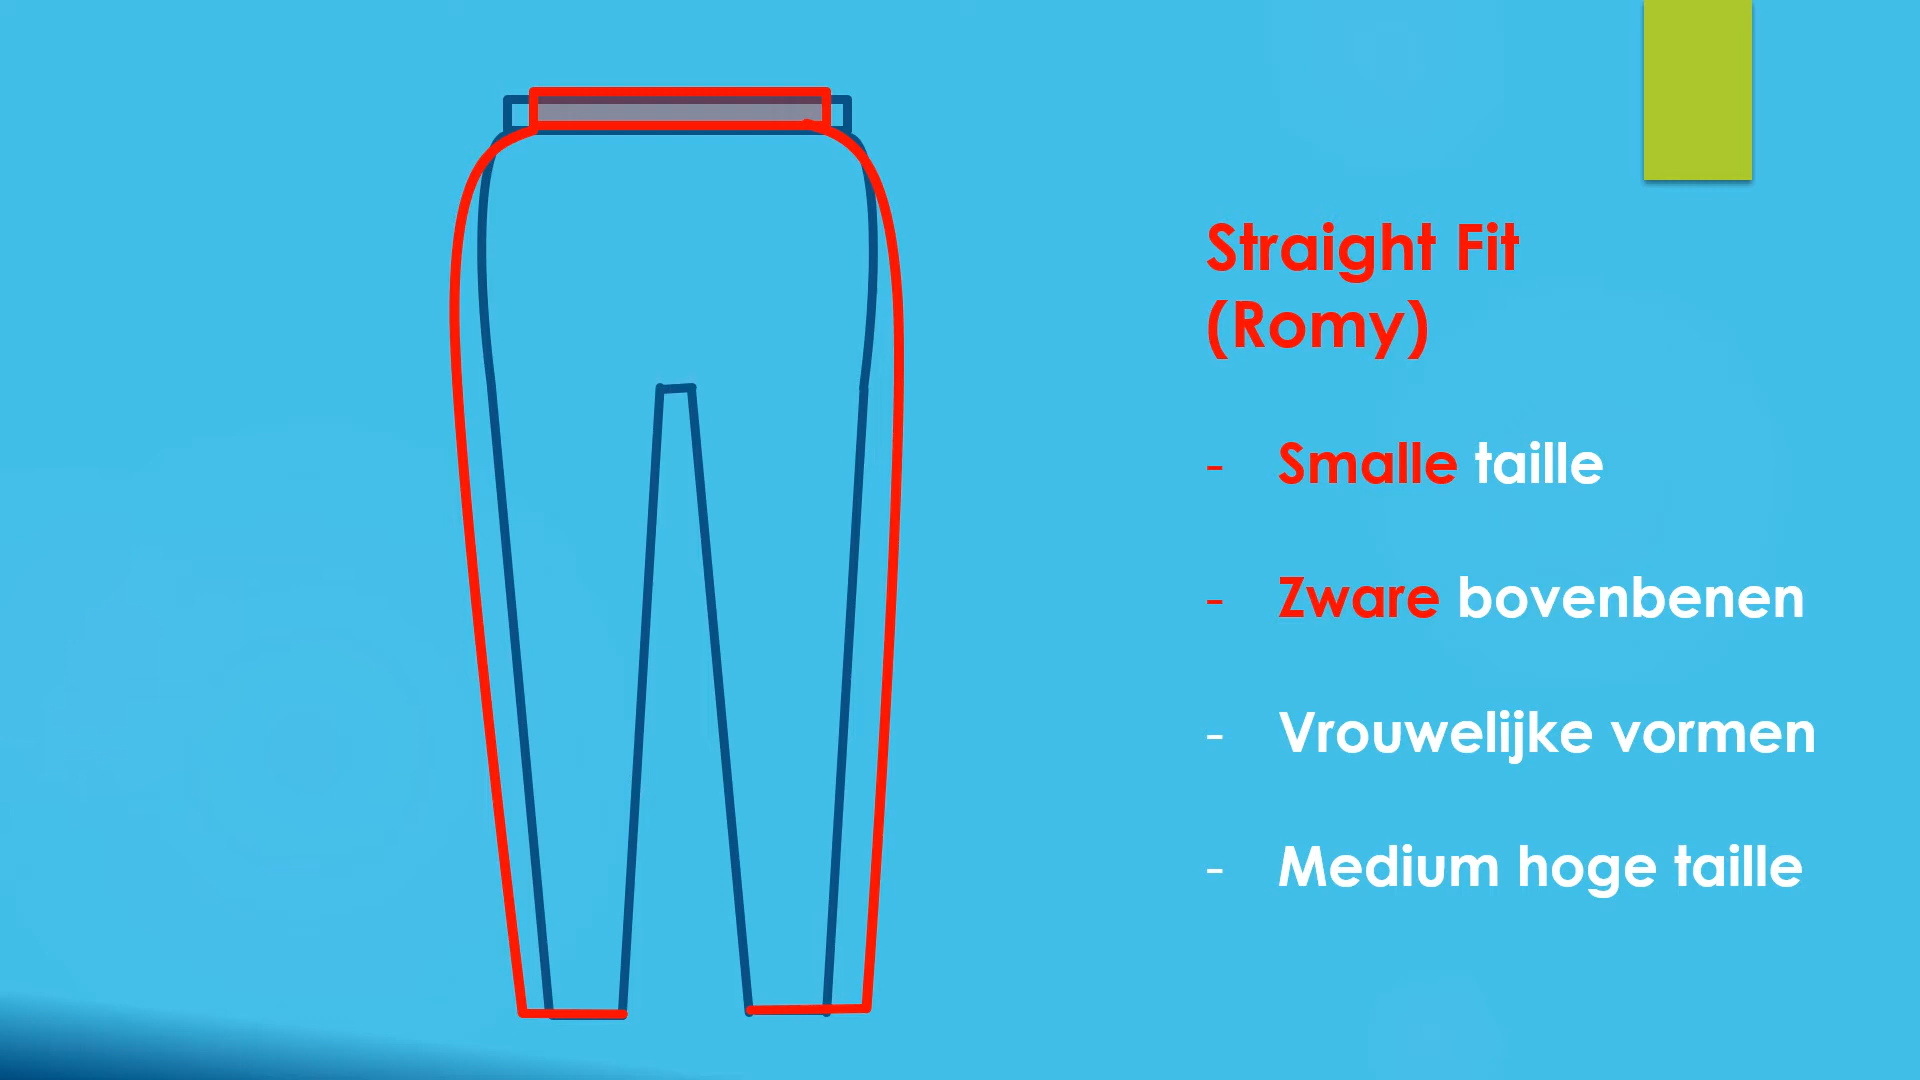 Straight Fit
(Romy)
- Smalle taille
- Zware bovenbenen
- Vrouwelijke vormen
- Medium hoge taille